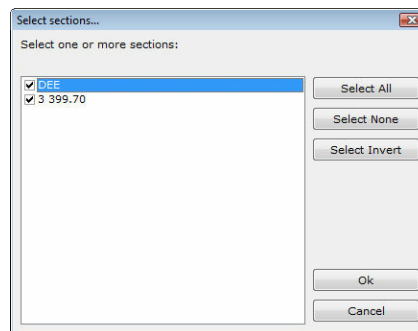 Select sections...
Select one or more sections:
DEE
3 399.70
Select All
Select None
Select Invert
Ok
Cancel